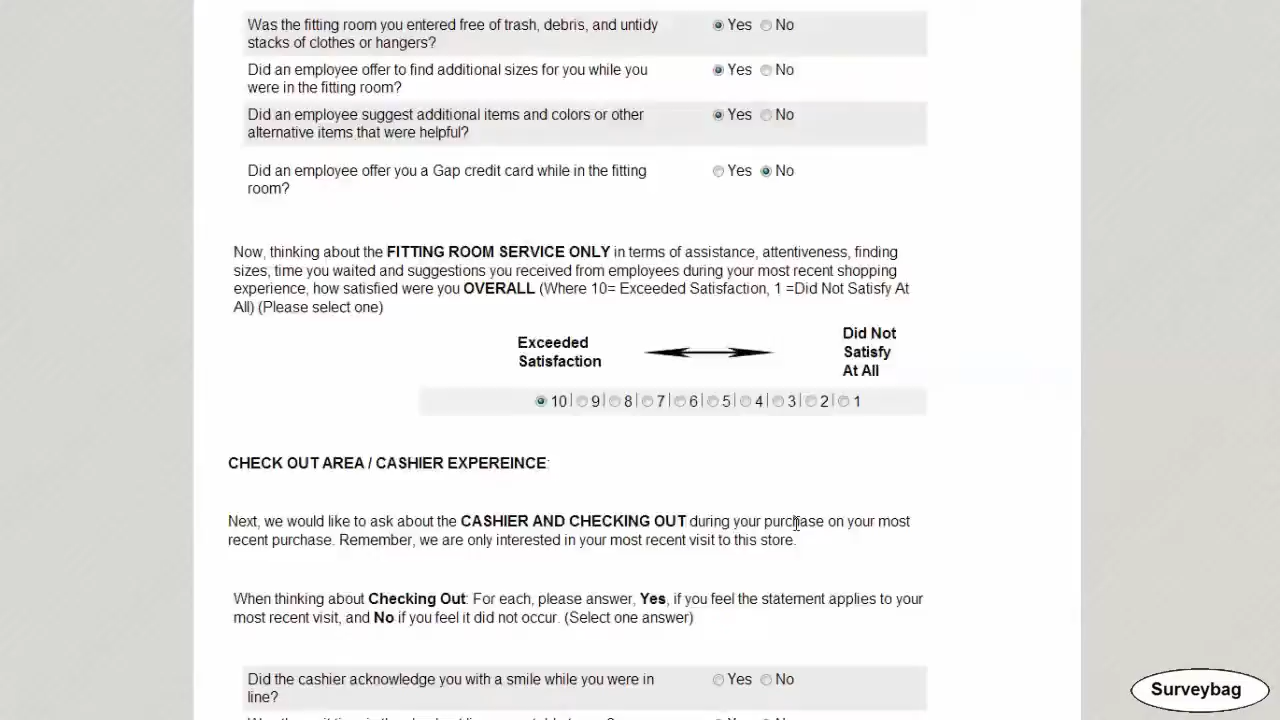 Was the fitting room you entered free of trash, debris, and untidy Yes No
stacks of clothes or hangers?
Did an employee offer to find additional sizes for you while you Yes No
were in the fitting room?
Did an employee suggest additional items and colors or other Yes No
alternative items that were helpful?
Did an employee offer you a Gap credit card while in the fitting Yes No
room?
Now, thinking about the FITTING ROOM SERVICE ONLY in terms of assistance, attentiveness, finding
sizes, time you waited and suggestions you received from employees during your most recent shopping
experience, how satisfied were you OVERALL (Where 10= Exceeded Satisfaction, 1 =Did Not Satisfy At
All) (Please select one)
Exceeded
Satisfaction
Did Not
Satisfy
At All
10| 9| 8| 7| 6| 5| 4| 3| 2| 1
CHECK OUT AREA / CASHIER EXPEREINCE:
Next, we would like to ask about the CASHIER AND CHECKING OUT during your purchase on your most
recent purchase. Remember, we are only interested in your most recent visit to this store.
When thinking about Checking Out: For each, please answer, Yes, if you feel the statement applies to your
most recent visit, and No if you feel it did not occur. (Select one answer)
Did the cashier acknowledge you with a smile while you were in Yes No
line?
Surveybag